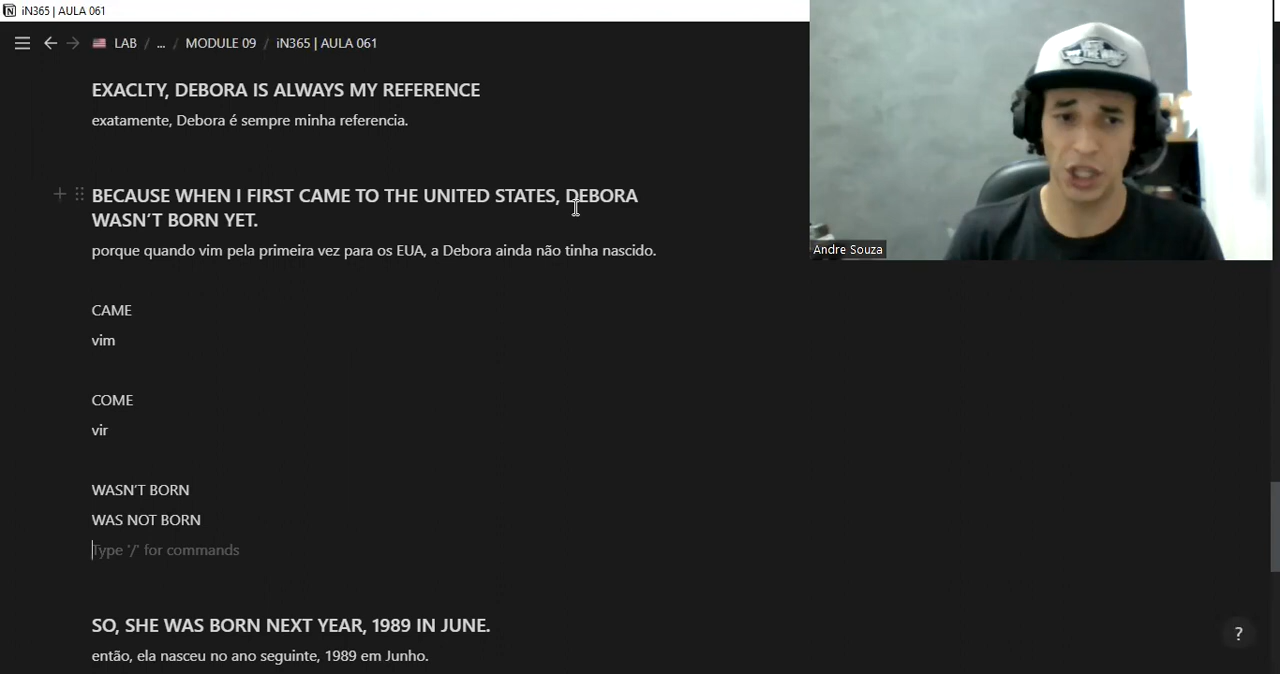 iN365 | AULA 061
LAB / ... / MODULE 09 / iN365 | AULA 061
EXACLTY, DEBORA IS ALWAYS MY REFERENCE
exatamente, Debora é sempre minha referencia.
BECAUSE WHEN I FIRST CAME TO THE UNITED STATES, DEBORA
WASN'T BORN YET.
porque quando vim pela primeira vez para os EUA, a Debora ainda não tinha nascido.
Andre Souza
CAME
vim
COME
vir
WASN'T BORN
WAS NOT BORN
Type '/' for commands
SO, SHE WAS BORN NEXT YEAR, 1989 IN JUNE.
então, ela nasceu no ano seguinte, 1989 em Junho.
?